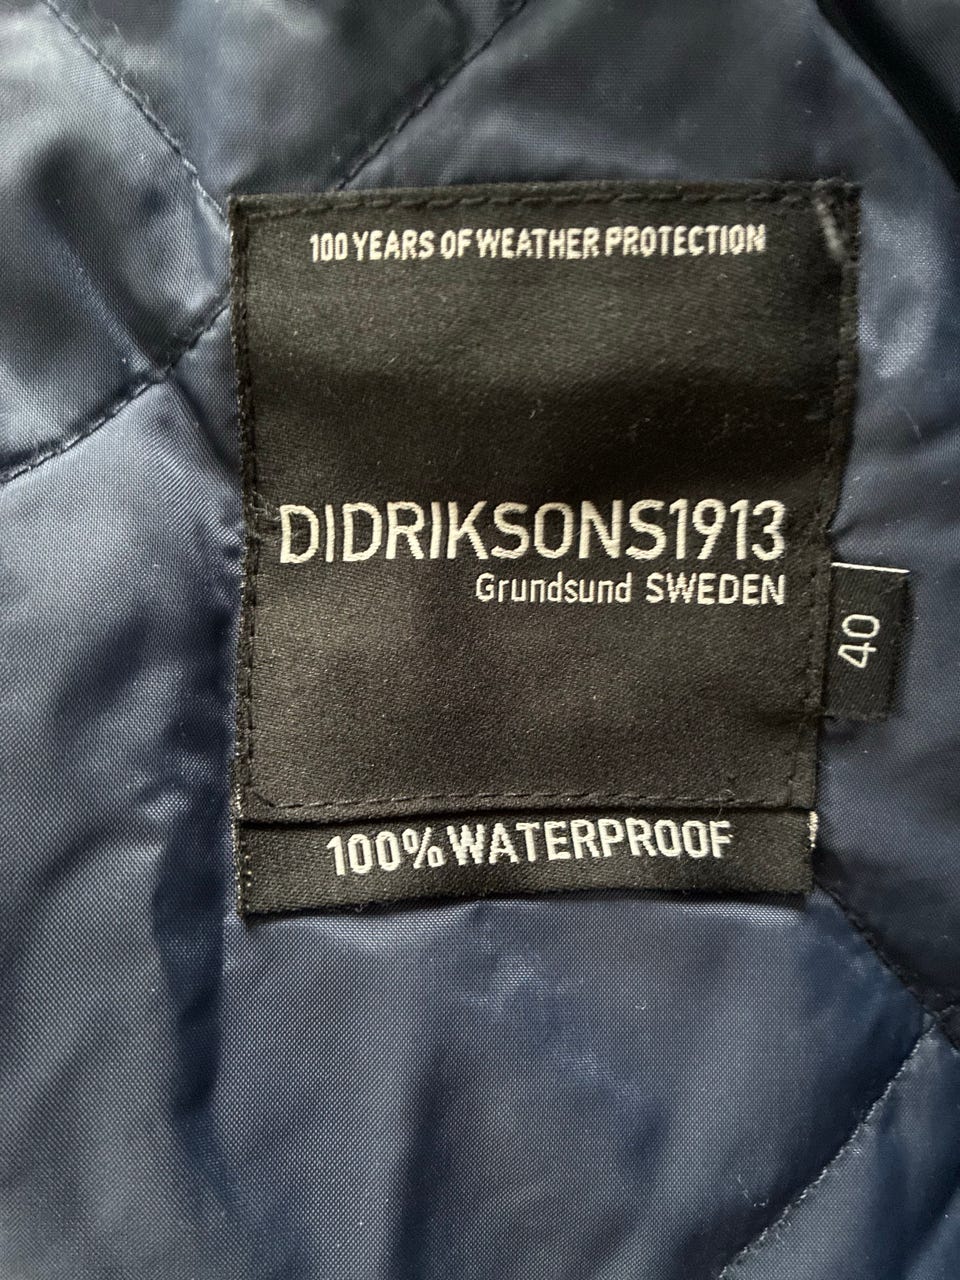 100 YEARS OF WEATHER PROTECTION
DIDRIKSONS1913
Grundsund SWEDEN
40
100% WATERPROOF